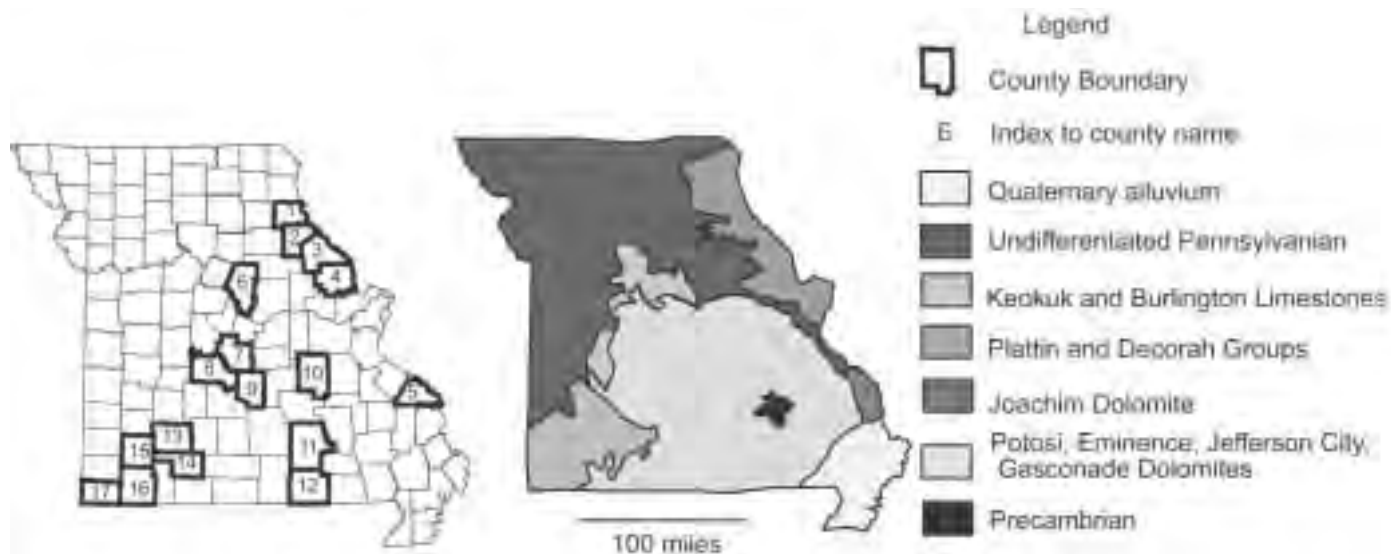 Legend
County Boundary
6 Index to county name
Quaternary alluvium
Undifferentiated Pennsylvanian
Keokuk and Burlington Limestones
Plattin and Decorah Groups
Joachim Dolomite
Potosi, Eminence, Jefferson City,
Gasconade Dolomites
Precambrian
1
2
3
4
6
7
8
9
10
5
13
11
15
14
17
16
12
100 miles